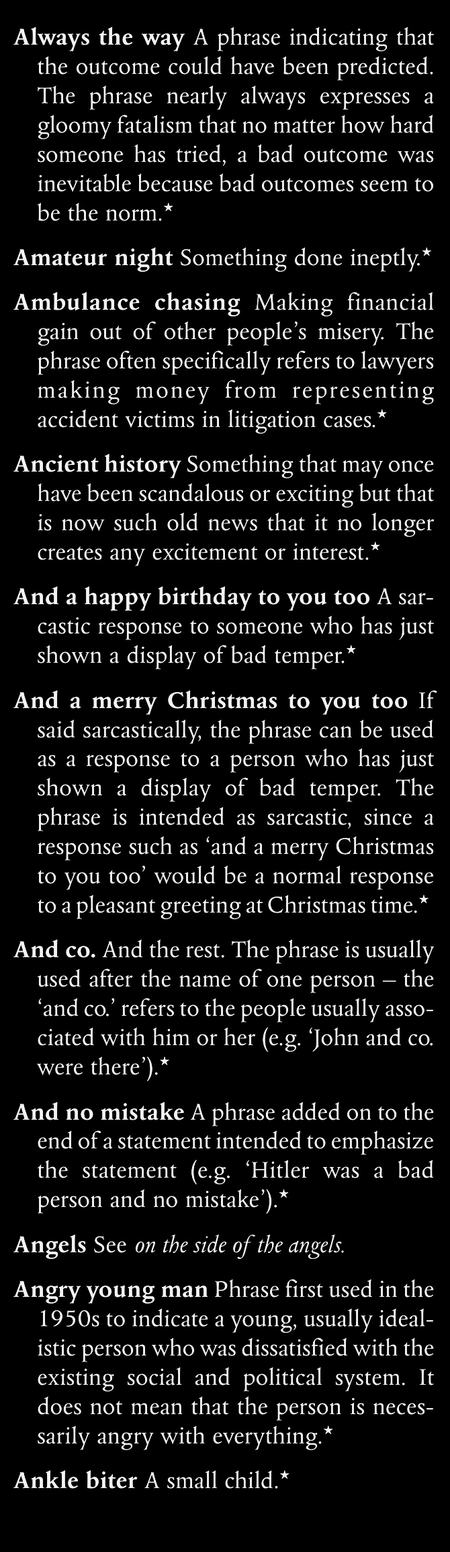 Always the way A phrase indicating that
the outcome could have been predicted.
The phrase nearly always expresses a
gloomy fatalism that no matter how hard
someone has tried, a bad outcome was
inevitable because bad outcomes seem to
be the norm.★
Amateur night Something done ineptly.★
Ambulance chasing Making financial
gain out of other people’s misery. The
phrase often specifically refers to lawyers
making money from representing
accident victims in litigation cases.★
Ancient history Something that may once
have been scandalous or exciting but that
is now such old news that it no longer
creates any excitement or interest.★
And a happy birthday to you too A sar-
castic response to someone who has just
shown a display of bad temper.★
And a merry Christmas to you too If
said sarcastically, the phrase can be used
as a response to a person who has just
shown a display of bad temper. The
phrase is intended as sarcastic, since a
response such as ‘and a merry Christmas
to you too’ would be a normal response
to a pleasant greeting at Christmas time.★
And co. And the rest. The phrase is usually
used after the name of one person – the
‘and co.’ refers to the people usually asso-
ciated with him or her (e.g. ‘John and co.
were there’).★
And no mistake A phrase added on to the
end of a statement intended to emphasize
the statement (e.g. ‘Hitler was a bad
person and no mistake’).★
Angels See on the side of the angels.
Angry young man Phrase first used in the
1950s to indicate a young, usually ideal-
istic person who was dissatisfied with the
existing social and political system. It
does not mean that the person is neces-
sarily angry with everything.★
Ankle biter A small child.★